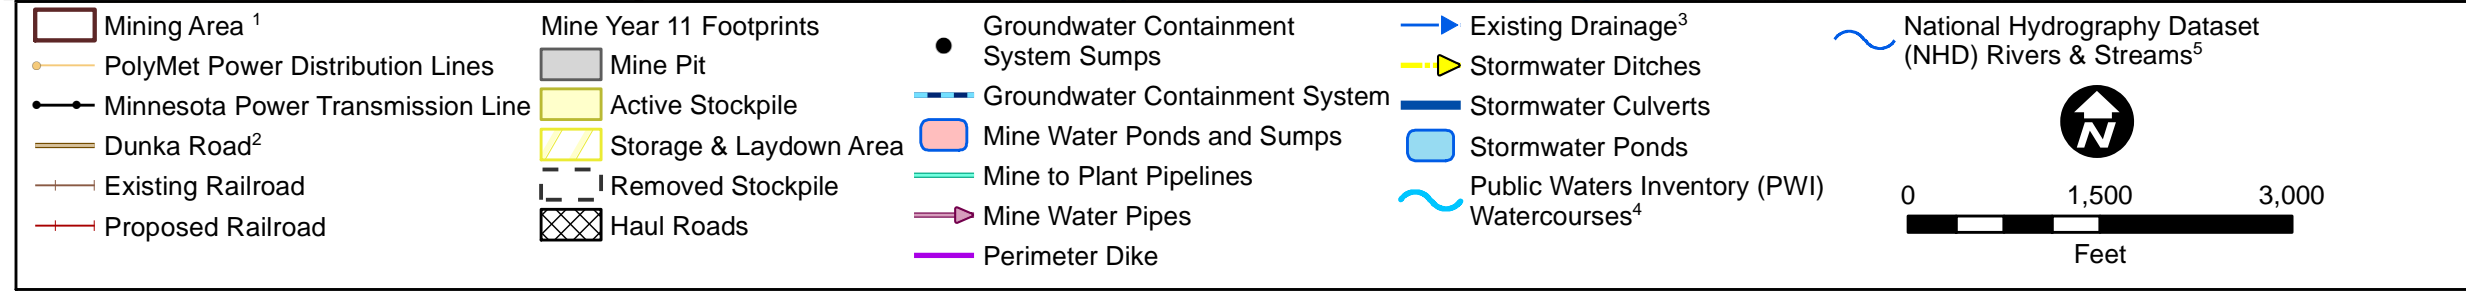 Mining Area ¹
PolyMet Power Distribution Lines
Minnesota Power Transmission Line
Dunka Road²
Existing Railroad
Proposed Railroad
Mine Year 11 Footprints
Mine Pit
Active Stockpile
Storage & Laydown Area
Removed Stockpile
Haul Roads
Groundwater Containment
System Sumps
Groundwater Containment System
Mine Water Ponds and Sumps
Mine to Plant Pipelines
Mine Water Pipes
Perimeter Dike
Existing Drainage³
Stormwater Ditches
Stormwater Culverts
Stormwater Ponds
Public Waters Inventory (PWI)
Watercourses⁴
National Hydrography Dataset
(NHD) Rivers & Streams⁵
N
0 1,500 3,000
Feet